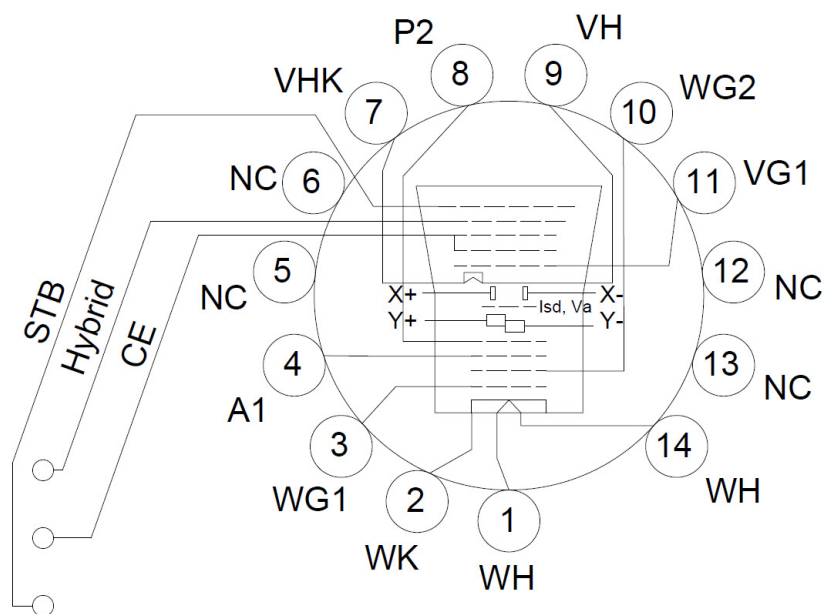 P2
VH
8
9
VHK
WG2
7
10
NC
VG1
6
11
STB
Hybrid
CE
5
12
NC
NC
X+
X-
Isd, Va
Y+
Y-
4
13
A1
NC
3
14
WG1
WH
2
1
WK
WH